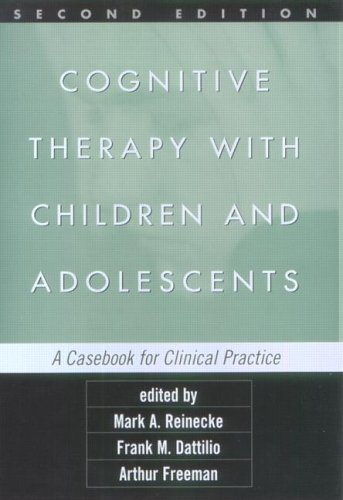 SECOND EDITION
COGNITIVE
THERAPY WITH
CHILDREN AND
ADOLESCENTS
A Casebook for Clinical Practice
edited by
Mark A. Reinecke
Frank M. Dattilio
Arthur Freeman